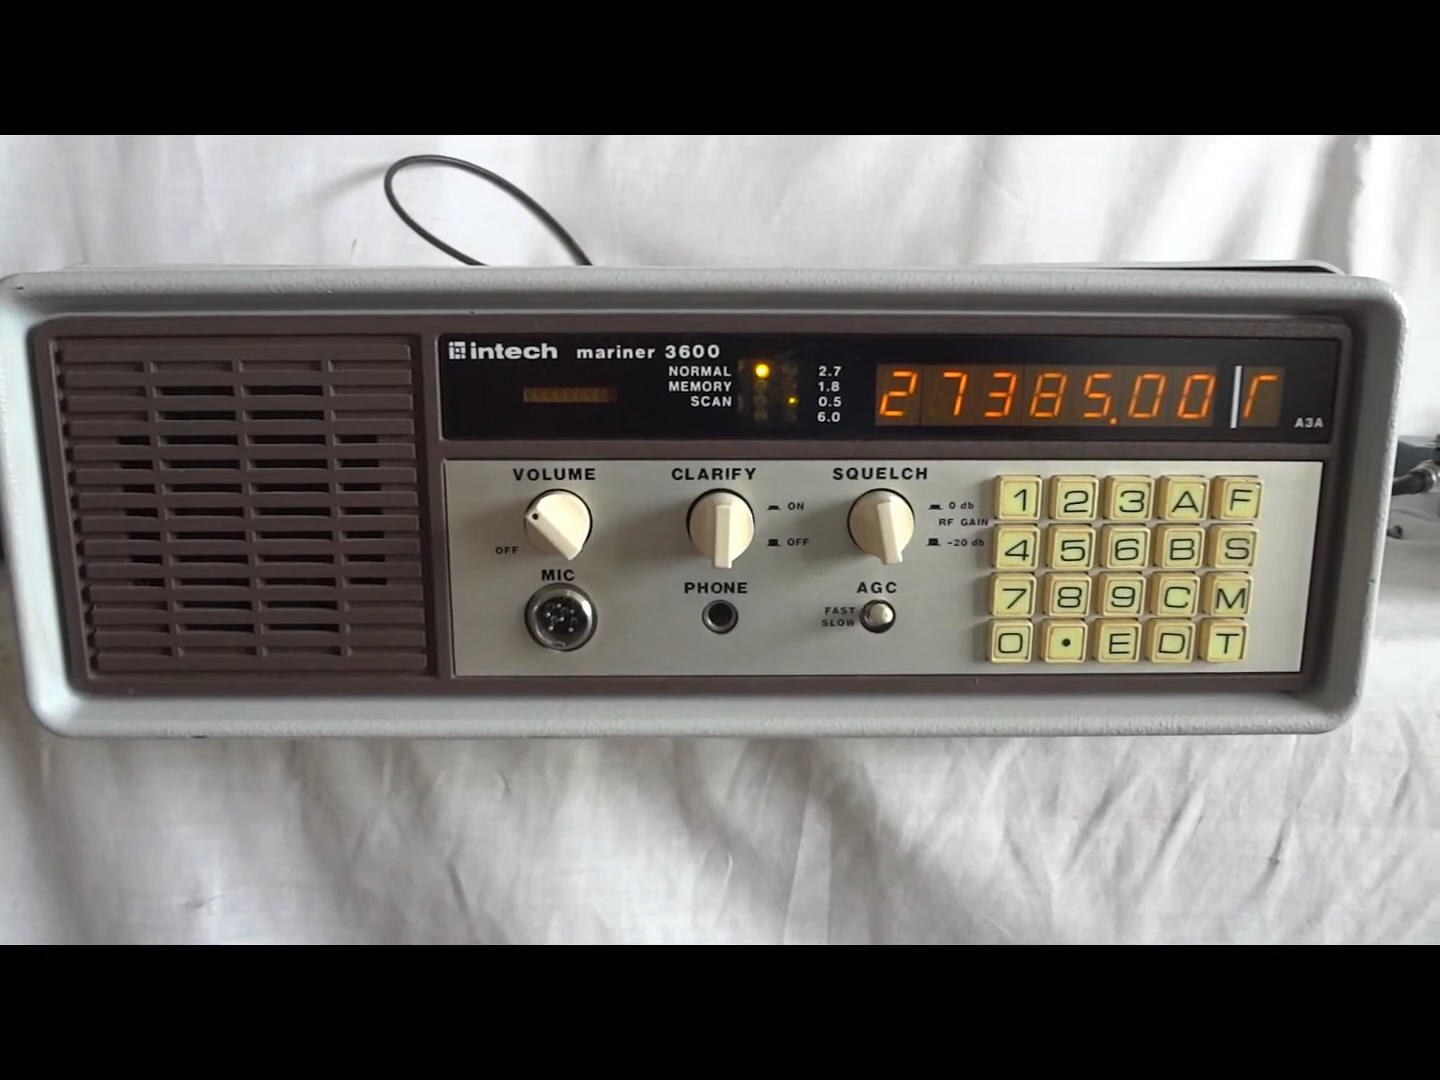 intech mariner 3600
NORMAL 2.7
MEMORY 1.8
SCAN 0.5
6.0
27385.00
A3A
VOLUME
OFF
MIC
CLARIFY
ON
OFF
PHONE
SQUELCH
0 db
RF GAIN
-20 db
AGC
FAST
SLOW
1 2 3 A F
4 5 6 B S
7 8 9 C M
0 • E D T